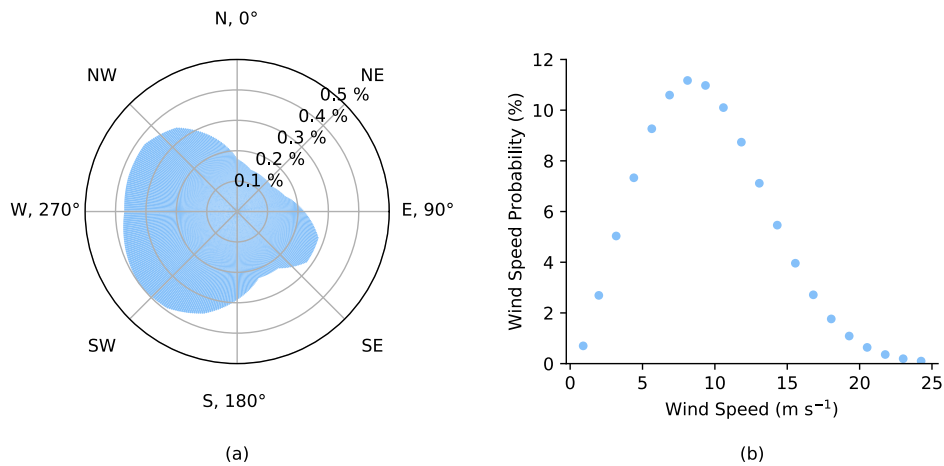 N, 0°
NW
NE
0.5 %
0.4 %
0.3 %
0.2 %
0.1 %
W, 270°
E, 90°
SW
SE
S, 180°
(a)
Wind Speed Probability (%)
12
10
8
6
4
2
0
0 5 10 15 20 25
Wind Speed (m s⁻¹)
(b)